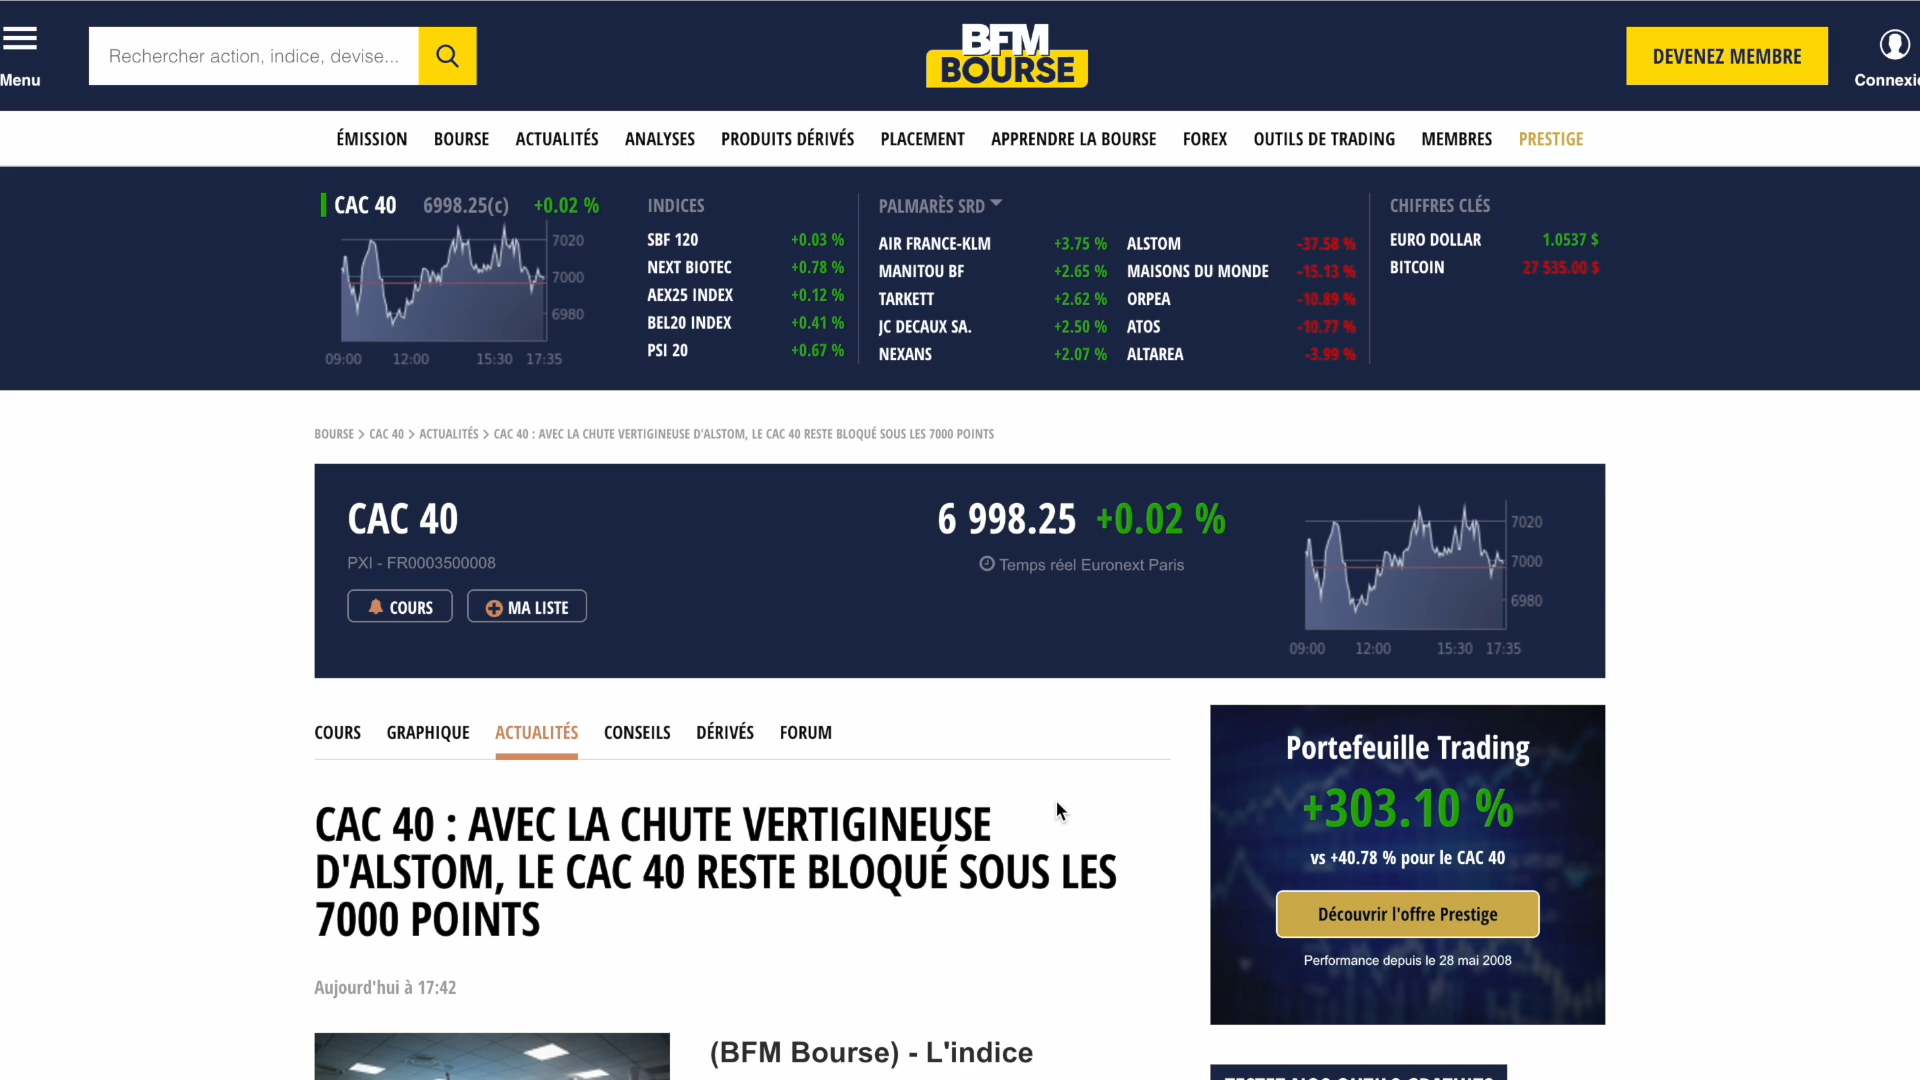 Menu
Rechercher action, indice, devise...
BFM
BOURSE
DEVENEZ MEMBRE
ÉMISSION BOURSE ACTUALITÉS ANALYSES PRODUITS DÉRIVÉS PLACEMENT APPRENDRE LA BOURSE FOREX OUTILS DE TRADING MEMBRES PRESTIGE
CAC 40 6998.25(c) +0.02 %
7020
7000
6980
09:00 12:00 15:30 17:35
INDICES
SBF 120 +0.03 %
NEXT BIOTEC +0.78 %
AEX25 INDEX +0.12 %
BEL20 INDEX +0.41 %
PSI 20 +0.67 %
PALMARÈS SRD
AIR FRANCE-KLM +3.75 % ALSTOM -37.58 %
MANITOU BF +2.65 % MAISONS DU MONDE -15.13 %
TARKETT +2.62 % ORPEA -10.89 %
JC DECAUX SA. +2.50 % ATOS -10.77 %
NEXANS +2.07 % ALTAREA -3.99 %
CHIFFRES CLÉS
EURO DOLLAR 1.0537 $
BITCOIN 27 535.00 $
BOURSE > CAC 40 > ACTUALITÉS > CAC 40 : AVEC LA CHUTE VERTIGINEUSE D'ALSTOM, LE CAC 40 RESTE BLOQUÉ SOUS LES 7000 POINTS
CAC 40
PXI - FR0003500008
COURS MA LISTE
6 998.25 +0.02 %
Temps réel Euronext Paris
7020
7000
6980
09:00 12:00 15:30 17:35
COURS GRAPHIQUE ACTUALITÉS CONSEILS DÉRIVÉS FORUM
CAC 40 : AVEC LA CHUTE VERTIGINEUSE
D'ALSTOM, LE CAC 40 RESTE BLOQUÉ SOUS LES
7000 POINTS
Aujourd'hui à 17:42
(BFM Bourse) - L'indice
Portefeuille Trading
+303.10 %
vs +40.78 % pour le CAC 40
Découvrir l'offre Prestige
Performance depuis le 28 mai 2008